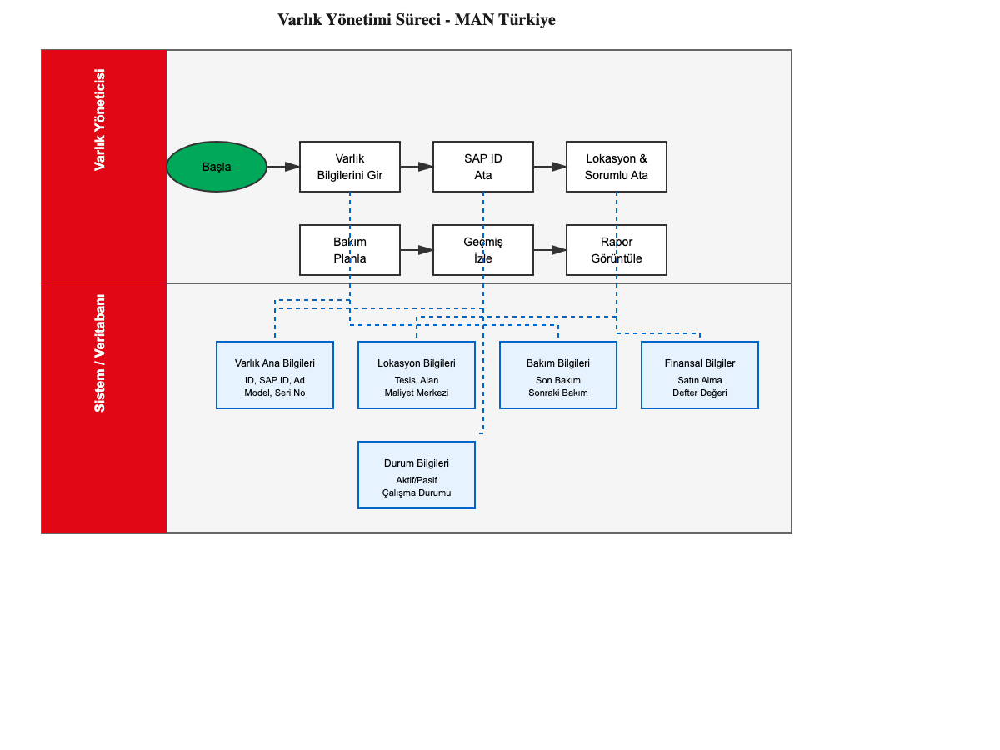 Varlık Yönetimi Süreci - MAN Türkiye
Varlık Yöneticisi
Başla
Varlık
Bilgilerini Gir
SAP ID
Ata
Lokasyon &
Sorumlu Ata
Bakım
Planla
Geçmiş
İzle
Rapor
Görüntüle
Sistem / Veritabanı
Varlık Ana Bilgileri
ID, SAP ID, Ad
Model, Seri No
Lokasyon Bilgileri
Tesis, Alan
Maliyet Merkezi
Bakım Bilgileri
Son Bakım
Sonraki Bakım
Finansal Bilgiler
Satın Alma
Defter Değeri
Durum Bilgileri
Aktif/Pasif
Çalışma Durumu